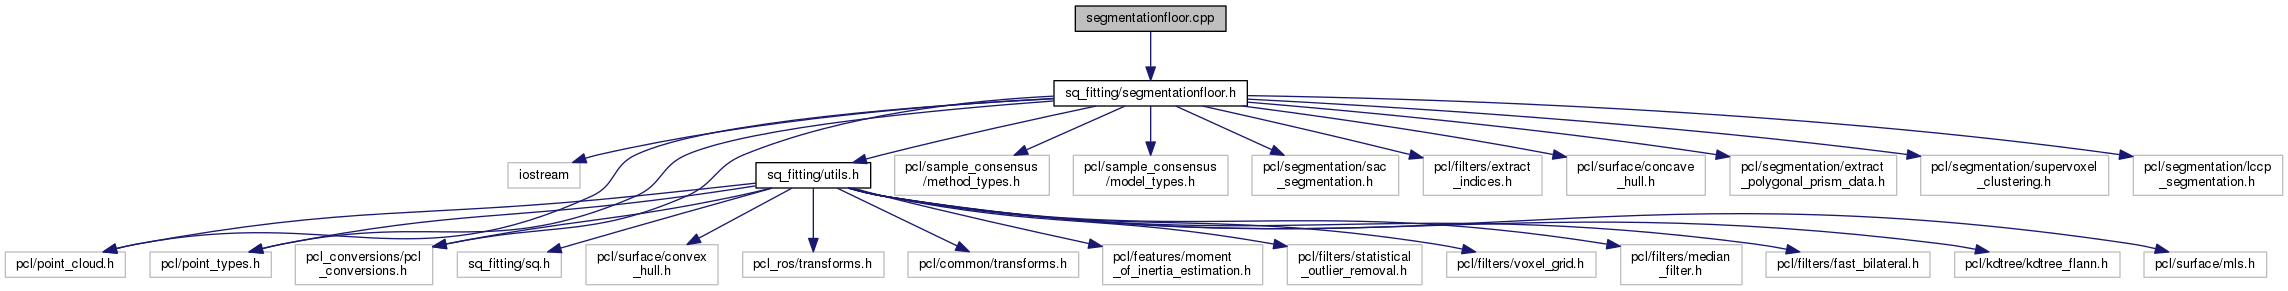 segmentationfloor.cpp
sq_fitting/segmentationfloor.h
iostream
sq_fitting/utils.h
pcl/sample_consensus
/method_types.h
pcl/sample_consensus
/model_types.h
pcl/segmentation/sac
_segmentation.h
pcl/filters/extract
_indices.h
pcl/surface/concave
_hull.h
pcl/segmentation/extract
_polygonal_prism_data.h
pcl/segmentation/supervoxel
_clustering.h
pcl/segmentation/lccp
_segmentation.h
pcl/point_cloud.h
pcl/point_types.h
pcl_conversions/pcl
_conversions.h
sq_fitting/sq.h
pcl/surface/convex
_hull.h
pcl_ros/transforms.h
pcl/common/transforms.h
pcl/features/moment
_of_inertia_estimation.h
pcl/filters/statistical
_outlier_removal.h
pcl/filters/voxel_grid.h
pcl/filters/median
_filter.h
pcl/filters/fast_bilateral.h
pcl/kdtree/kdtree_flann.h
pcl/surface/mls.h